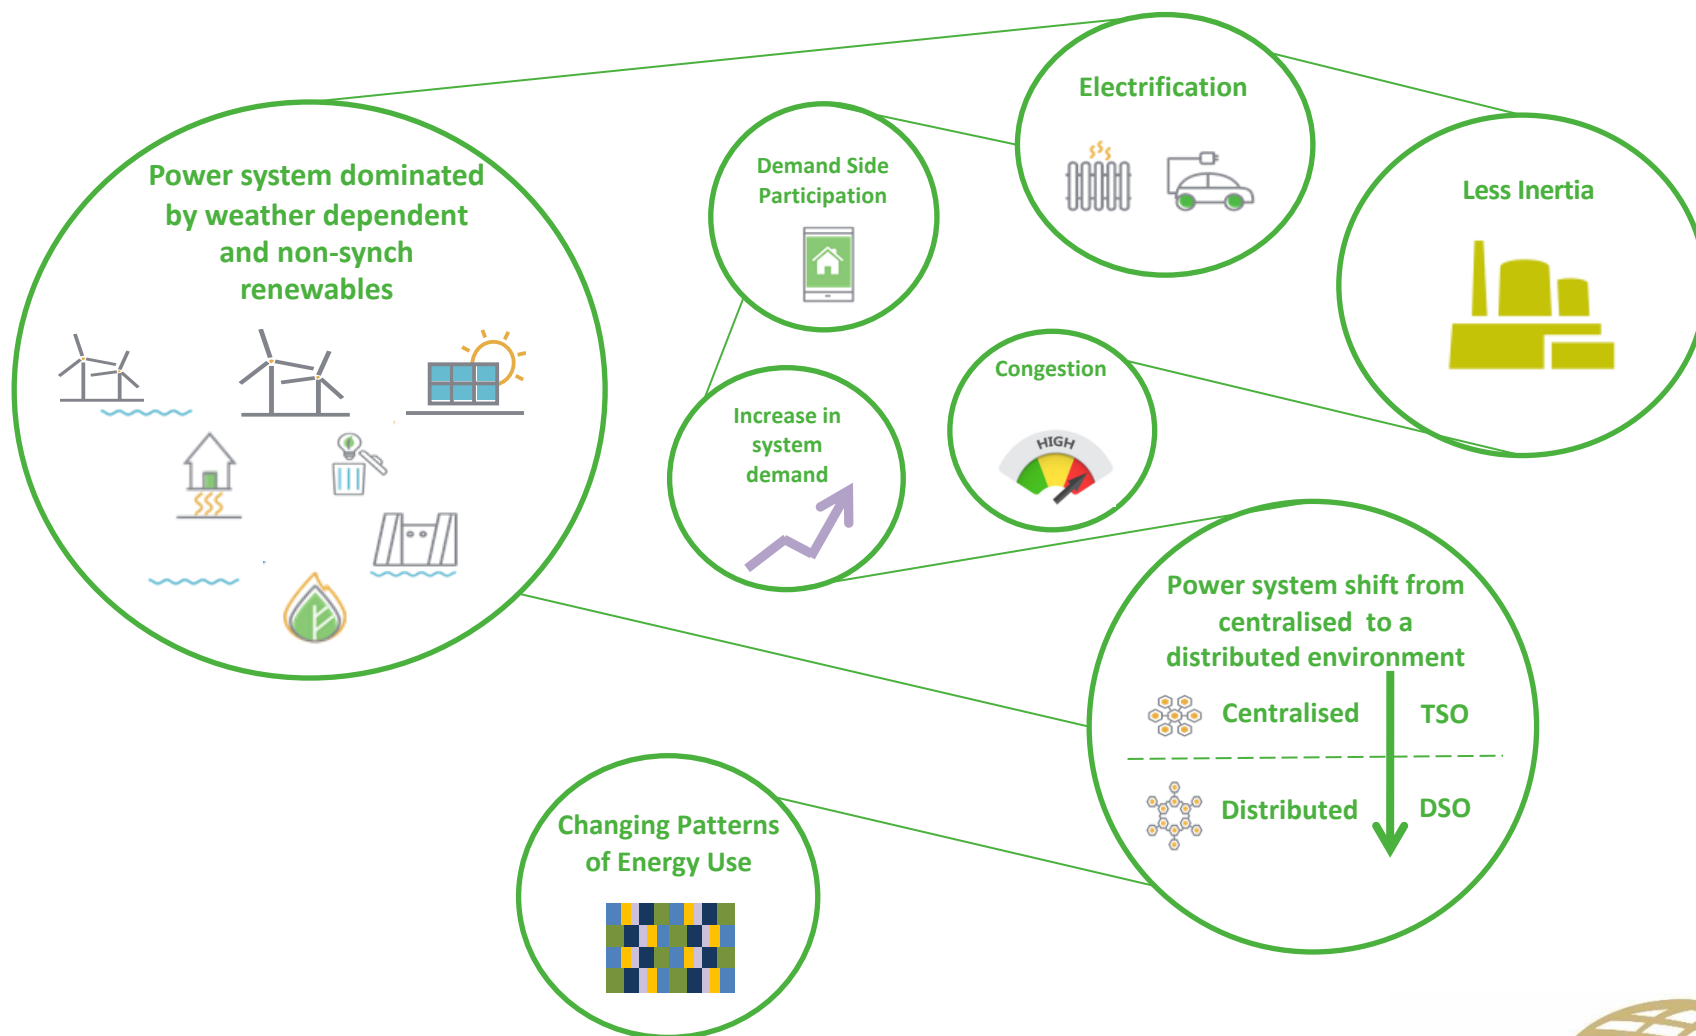 Power system dominated
by weather dependent
and non-synch
renewables
Demand Side
Participation
Electrification
Less Inertia
Increase in
system
demand
Congestion
HIGH
Power system shift from
centralised to a
distributed environment
Centralised
TSO
Distributed
DSO
Changing Patterns
of Energy Use